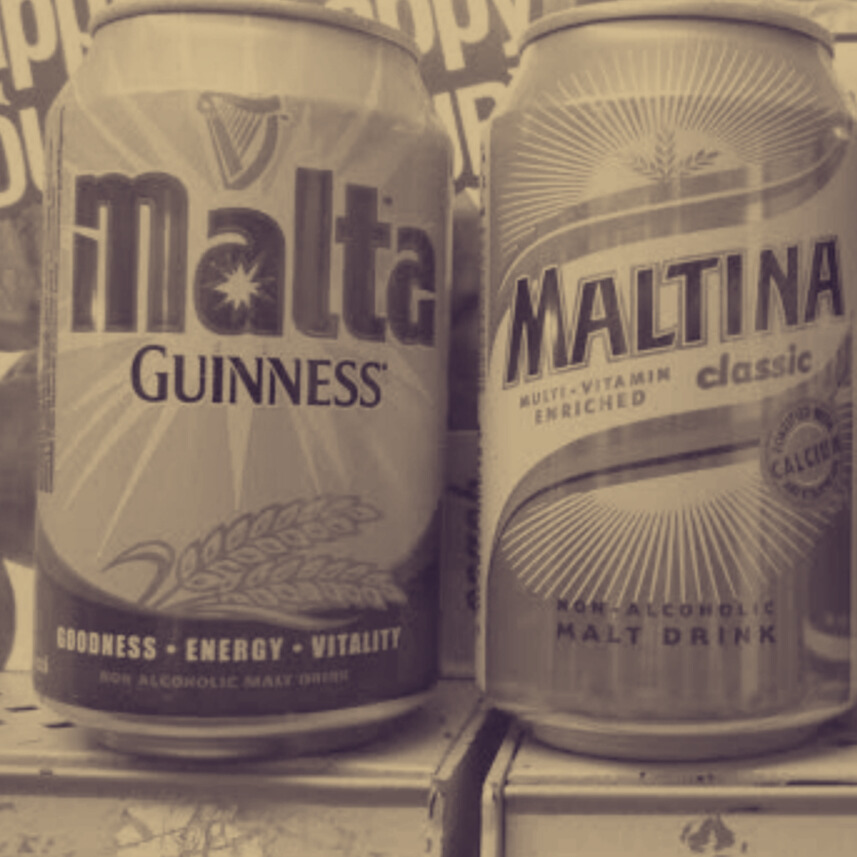 malta
GUINNESS
GOODNESS • ENERGY • VITALITY
NON ALCOHOLIC MALT DRINK
MALTINA
classic
MULTI-VITAMIN
ENRICHED
CALCIUM
NON-ALCOHOLIC
MALT DRINK